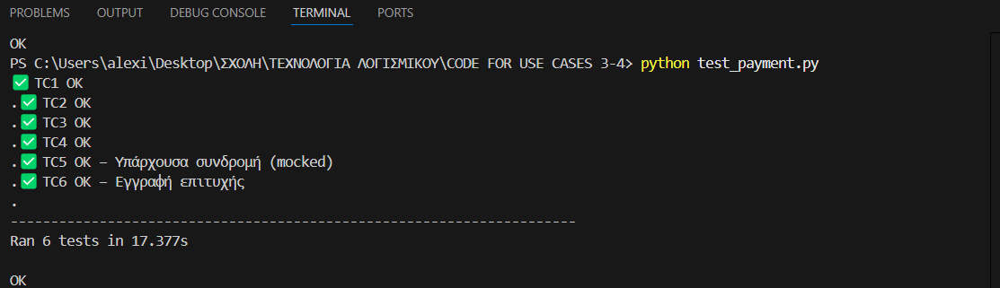 PROBLEMS OUTPUT DEBUG CONSOLE TERMINAL PORTS
OK
PS C:\Users\alexi\Desktop\ΣΧΟΛΗ\ΤΕΧΝΟΛΟΓΙΑ ΛΟΓΙΣΜΙΚΟΥ\CODE FOR USE CASES 3-4> python test_payment.py
✅ TC1 OK
.✅ TC2 OK
.✅ TC3 OK
.✅ TC4 OK
.✅ TC5 OK – Υπάρχουσα συνδρομή (mocked)
.✅ TC6 OK – Εγγραφή επιτυχής
.
----------------------------------------------------------------------
Ran 6 tests in 17.377s
OK